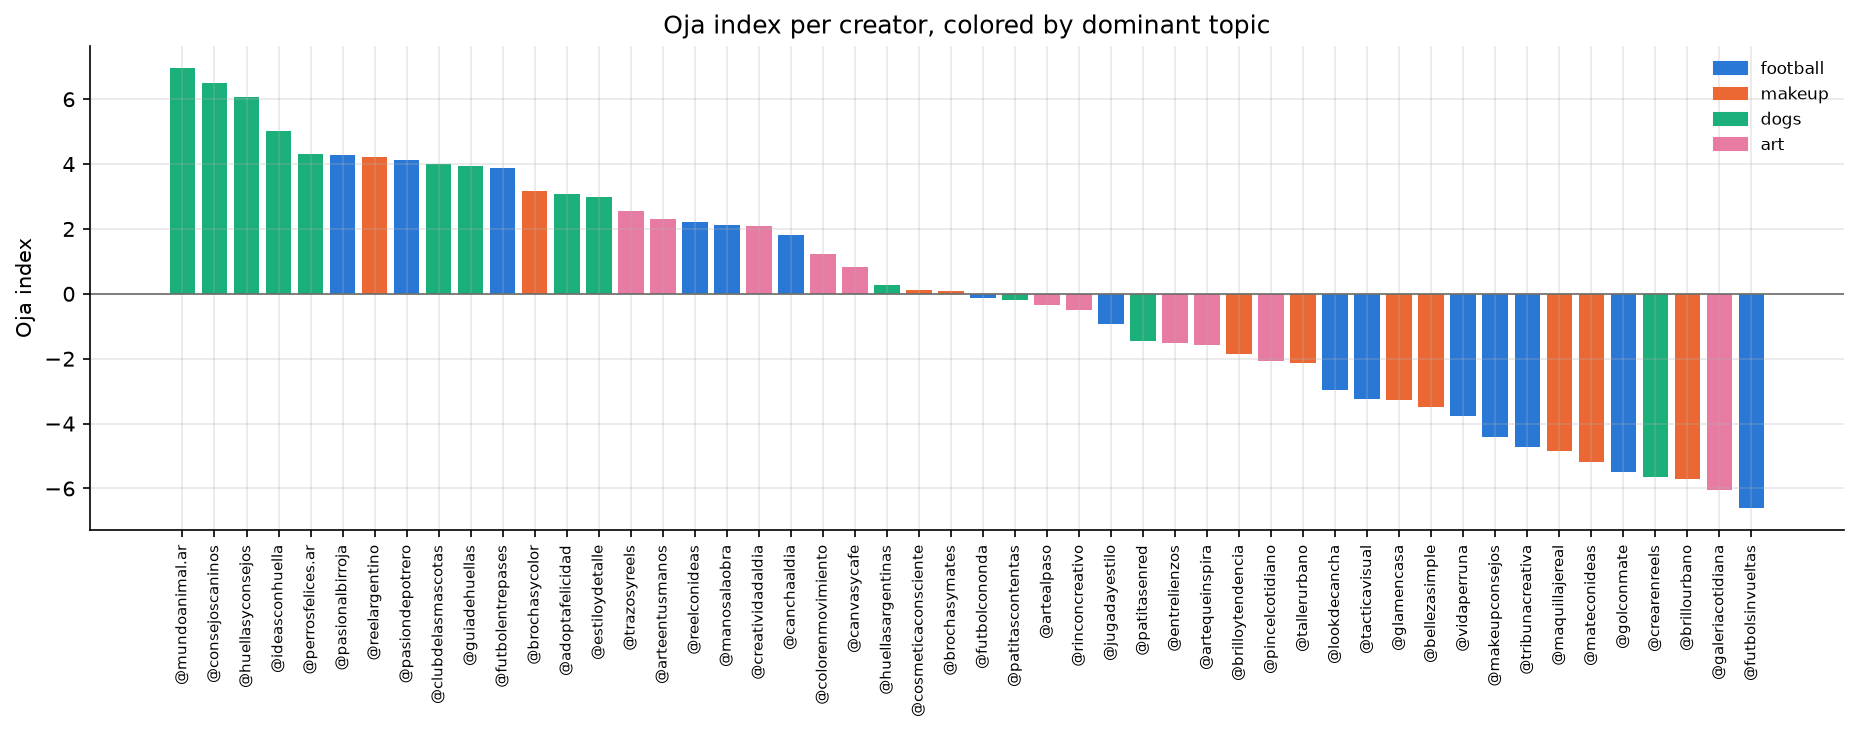 Oja index per creator, colored by dominant topic
football
makeup
dogs
art
Oja index
6
4
2
0
−2
−4
−6
@mundoanimal.ar
@consejoscaninos
@huellasyconsejos
@ideasconhuella
@perrosfelices.ar
@pasionalbirroja
@reelargentino
@pasiondepotrero
@clubdelasmascotas
@guiadehuellas
@futbolentrepases
@brochasycolor
@adoptafelicidad
@estiloydetalle
@trazosyreels
@arteentusmanos
@reelconideas
@manosalaobra
@creatividadaldia
@canchaaldia
@colorenmovimiento
@canvasycafe
@huellasargentinas
@cosmeticaconsciente
@brochasymates
@futbolcononda
@patitascontentas
@artealpaso
@rinconcreativo
@jugadayestilo
@patitasenred
@entrelienzos
@artequeinspira
@brilloytendencia
@pincelcotidiano
@tallerurbano
@lookdecancha
@tacticavisual
@glamencasa
@bellezasimple
@vidaperruna
@makeupconsejos
@tribunacreativa
@maquillajereal
@mateconideas
@golconmate
@crearenreels
@brillourbano
@galeriacotidiana
@futbolsinvueltas